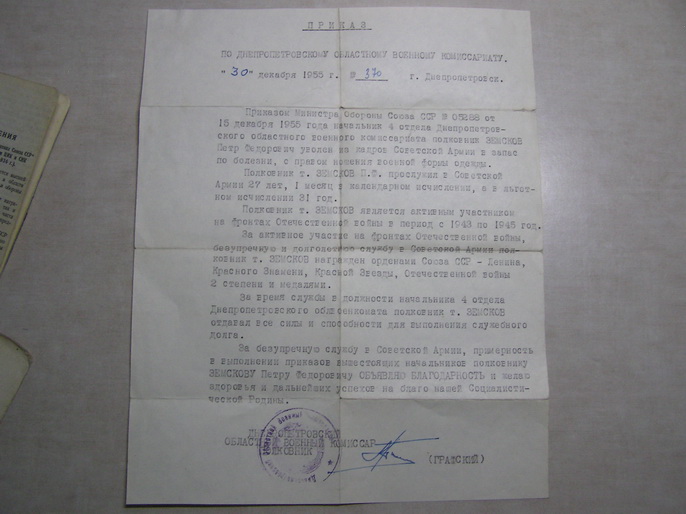 ПРИКАЗ
ПО ДНЕПРОПЕТРОВСКОМУ ОБЛАСТНОМУ ВОЕННОМУ КОМИССАРИАТУ.
"30" декабря 1955 г. № 370 г. Днепропетровск.
Приказом Министра Обороны Союза ССР № 05288 от
18 декабря 1955 года начальник 4 отдела Днепропетров-
ского областного военного комиссариата полковник ЗЕМСКОВ
Петр Федорович уволен из кадров Советской Армии в запас
по болезни, с правом ношения военной формы одежды.
Полковник т. ЗЕМСКОВ П.Ф. прослужил в Советской
Армии 27 лет, 1 месяц в календарном исчислении, а в льгот-
ном исчислении 31 год.
Полковник т. ЗЕМСКОВ является активным участником
на фронтах Отечественной войны в период с 1943 по 1945 год.
За активное участие на фронтах Отечественной войны,
безупречную и долголетнюю службу в Советской Армии пол-
ковник т. ЗЕМСКОВ награжден орденами Союза ССР - Ленина,
Красного Знамени, Красной Звезды, Отечественной войны
2 степени и медалями.
За время службы в должности начальника 4 отдела
Днепропетровского облвоенкомата полковник т. ЗЕМСКОВ
отдавал все силы и способности для выполнения служебного
долга.
За безупречную службу в Советской Армии, примерность
в выполнении приказов вышестоящих начальников полковнику
ЗЕМСКОВУ Петру Федоровичу ОБЪЯВЛЯЮ БЛАГОДАРНОСТЬ и желаю
здоровья и дальнейших успехов на благо нашей Социалисти-
ческой Родины.
ДНЕПРОПЕТРОВСКИЙ
ОБЛАСТНОЙ ВОЕННЫЙ КОМИССАР
ПОЛКОВНИК
(ГРАЖСКИЙ)